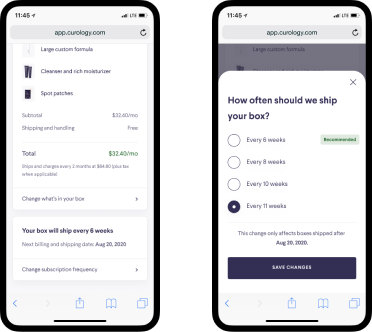 11:45
LTE
app.curology.com
Large custom formula
Cleanser and rich moisturizer
Spot patches
Subtotal $32.40/mo
Shipping and handling Free
Total $32.40/mo
Ships and charges every 2 months at $64.80 (plus tax
when applicable)
Change what's in your box
Your box will ship every 6 weeks
Next billing and shipping date: Aug 20, 2020.
Change subscription frequency
11:45
LTE
app.curology.com
Large custom formula
How often should we ship
your box?
Every 6 weeks Recommended
Every 8 weeks
Every 10 weeks
Every 11 weeks
This change only affects boxes shipped after
Aug 20, 2020.
SAVE CHANGES